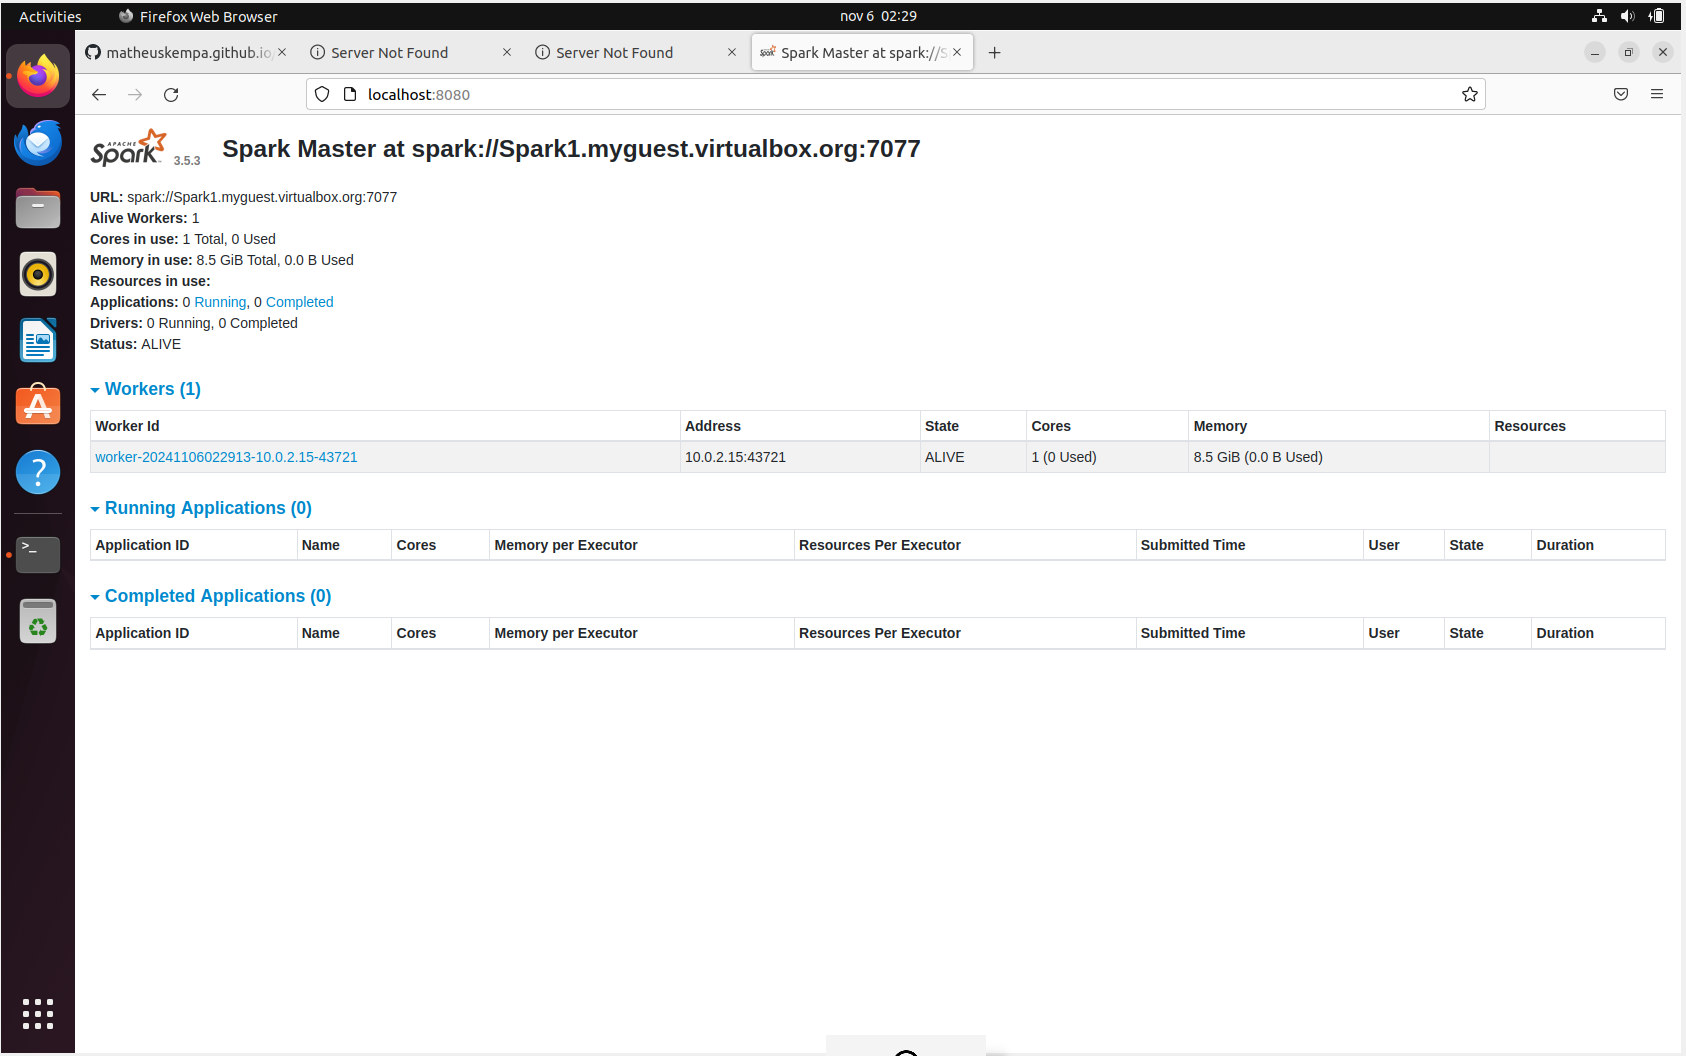 Activities Firefox Web Browser nov 6 02:29
matheuskempa.github.io/ Server Not Found Server Not Found Spark Master at spark://S
localhost:8080
APACHE
Spark 3.5.3 Spark Master at spark://Spark1.myguest.virtualbox.org:7077
URL: spark://Spark1.myguest.virtualbox.org:7077
Alive Workers: 1
Cores in use: 1 Total, 0 Used
Memory in use: 8.5 GiB Total, 0.0 B Used
Resources in use:
Applications: 0 Running, 0 Completed
Drivers: 0 Running, 0 Completed
Status: ALIVE
Workers (1)
Worker Id Address State Cores Memory Resources
worker-20241106022913-10.0.2.15-43721 10.0.2.15:43721 ALIVE 1 (0 Used) 8.5 GiB (0.0 B Used)
Running Applications (0)
Application ID Name Cores Memory per Executor Resources Per Executor Submitted Time User State Duration
Completed Applications (0)
Application ID Name Cores Memory per Executor Resources Per Executor Submitted Time User State Duration